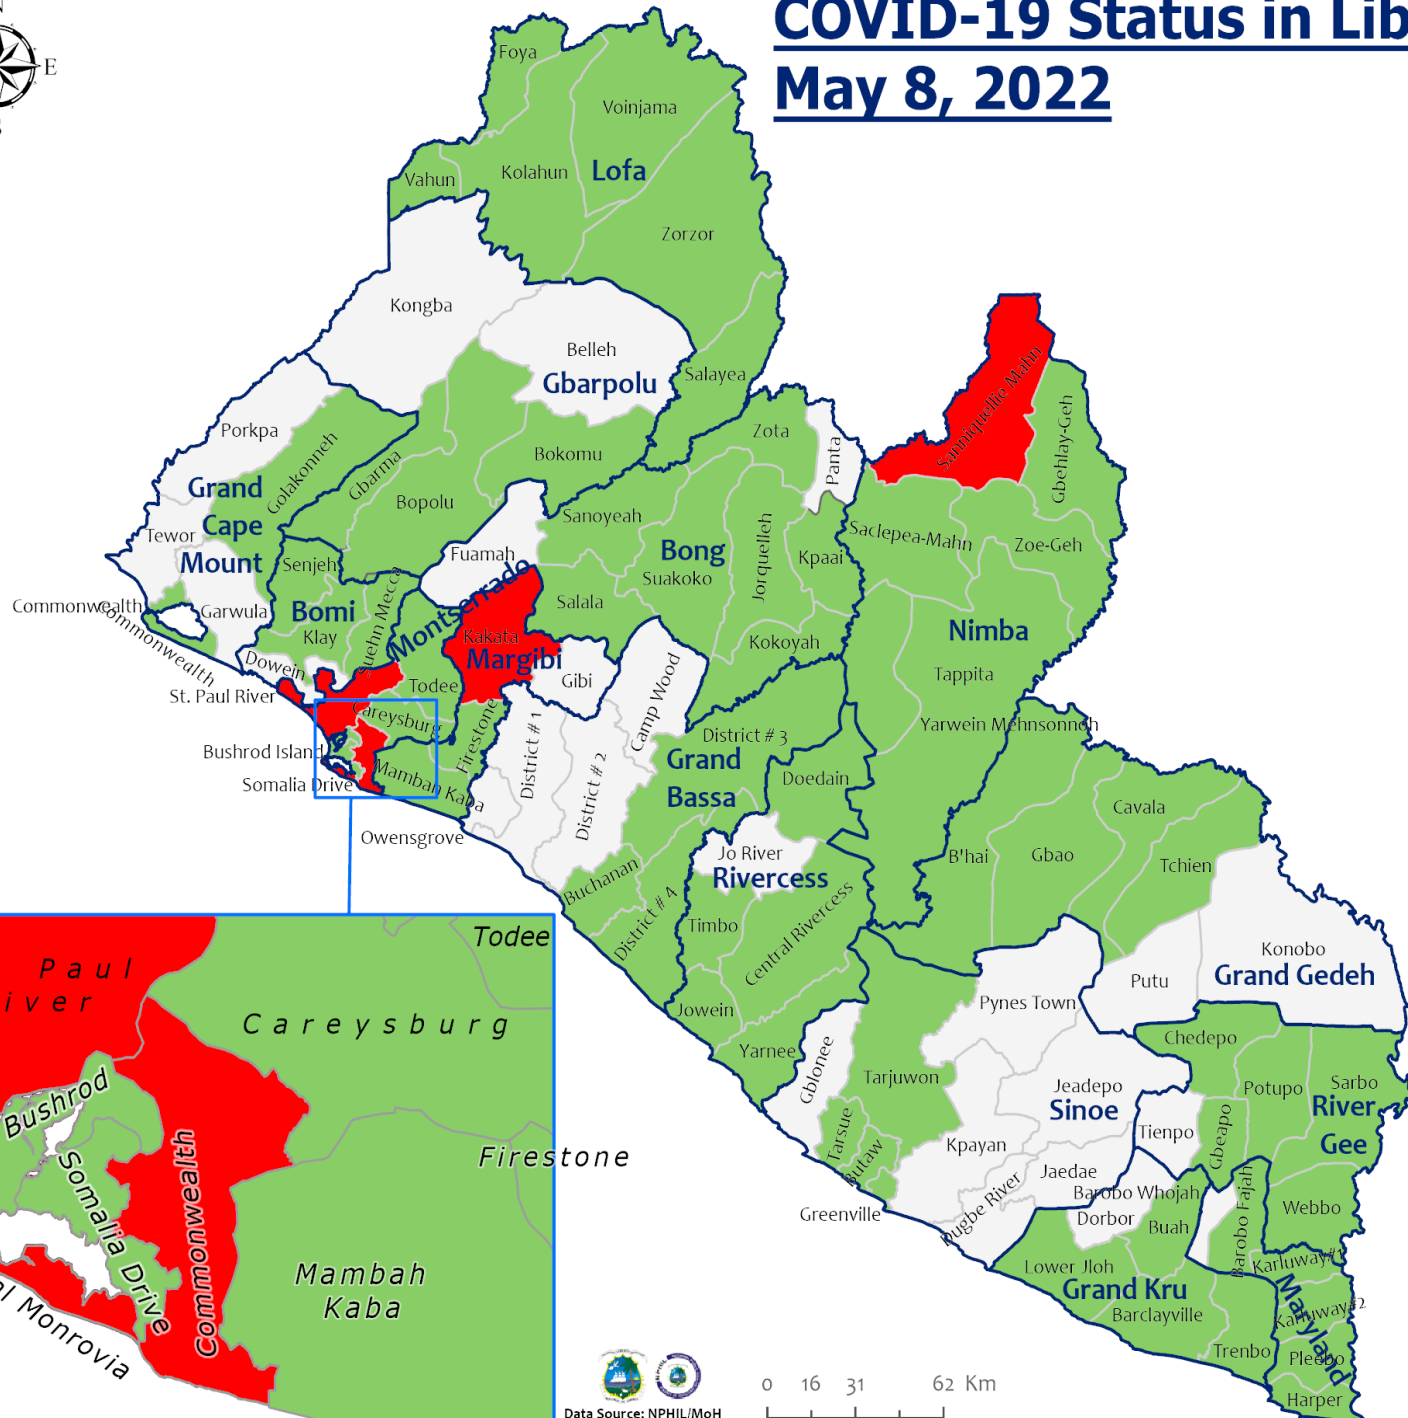 COVID-19 Status in Lib
May 8, 2022
E
Foya
Voinjama
Kolahun
Lofa
Vahun
Zorzor
Kongba
Belleh
Gbarpolu
Salayea
Porkpa
Zota
Panta
Sanniquellie Mahn
Gbehlay-Geh
Golakonneh
Gbarma
Bokomu
Grand
Cape
Mount
Bopolu
Tewor
Sanoyeah
Fuamah
Bong
Suakoko
Jorquelleh
Kpaai
Saclepea-Mahn
Zoe-Geh
Senjeh
Suehn Mecca
Montserrado
Commonwealth
Commonwealth
Garwula
Bomi
Klay
Salala
Kokoyah
Nimba
Kakata
Margibi
Dowein
Gibi
Camp Wood
Tappita
St. Paul River
Todee
Careysburg
Firestone
District # 1
District # 2
District # 3
Yarwein Mehnsonnoh
Bushrod Island
Somalia Drive
Mambah Kaba
Grand
Bassa
Doedain
Owensgrove
Cavala
B'hai
Gbao
Tchien
Jo River
Rivercess
Buchanan
District # 4
Timbo
Central Rivercess
Konobo
Grand Gedeh
Putu
Pynes Town
Jowein
Yarnee
Chedepo
Gblonee
Tarjuwon
Jeadepo
Sinoe
Potupo
Sarbo
River
Gee
Tienpo
Gbeapo
Tarsue
Butaw
Kpayan
Jaedae
Dugbe River
Barobo Whojah
Barobo Fajah
Webbo
Greenville
Dorbor
Buah
Lower Jloh
Grand Kru
Barclayville
Karluway#1
Karluway#2
Maryland
Trenbo
Pleebo
Harper
Todee
Paul
iver
Careysburg
Bushrod
Somalia Drive
Commonwealth
Firestone
Mambah
Kaba
al Monrovia
0 16 31 62 Km
Data Source: NPHIL/MoH